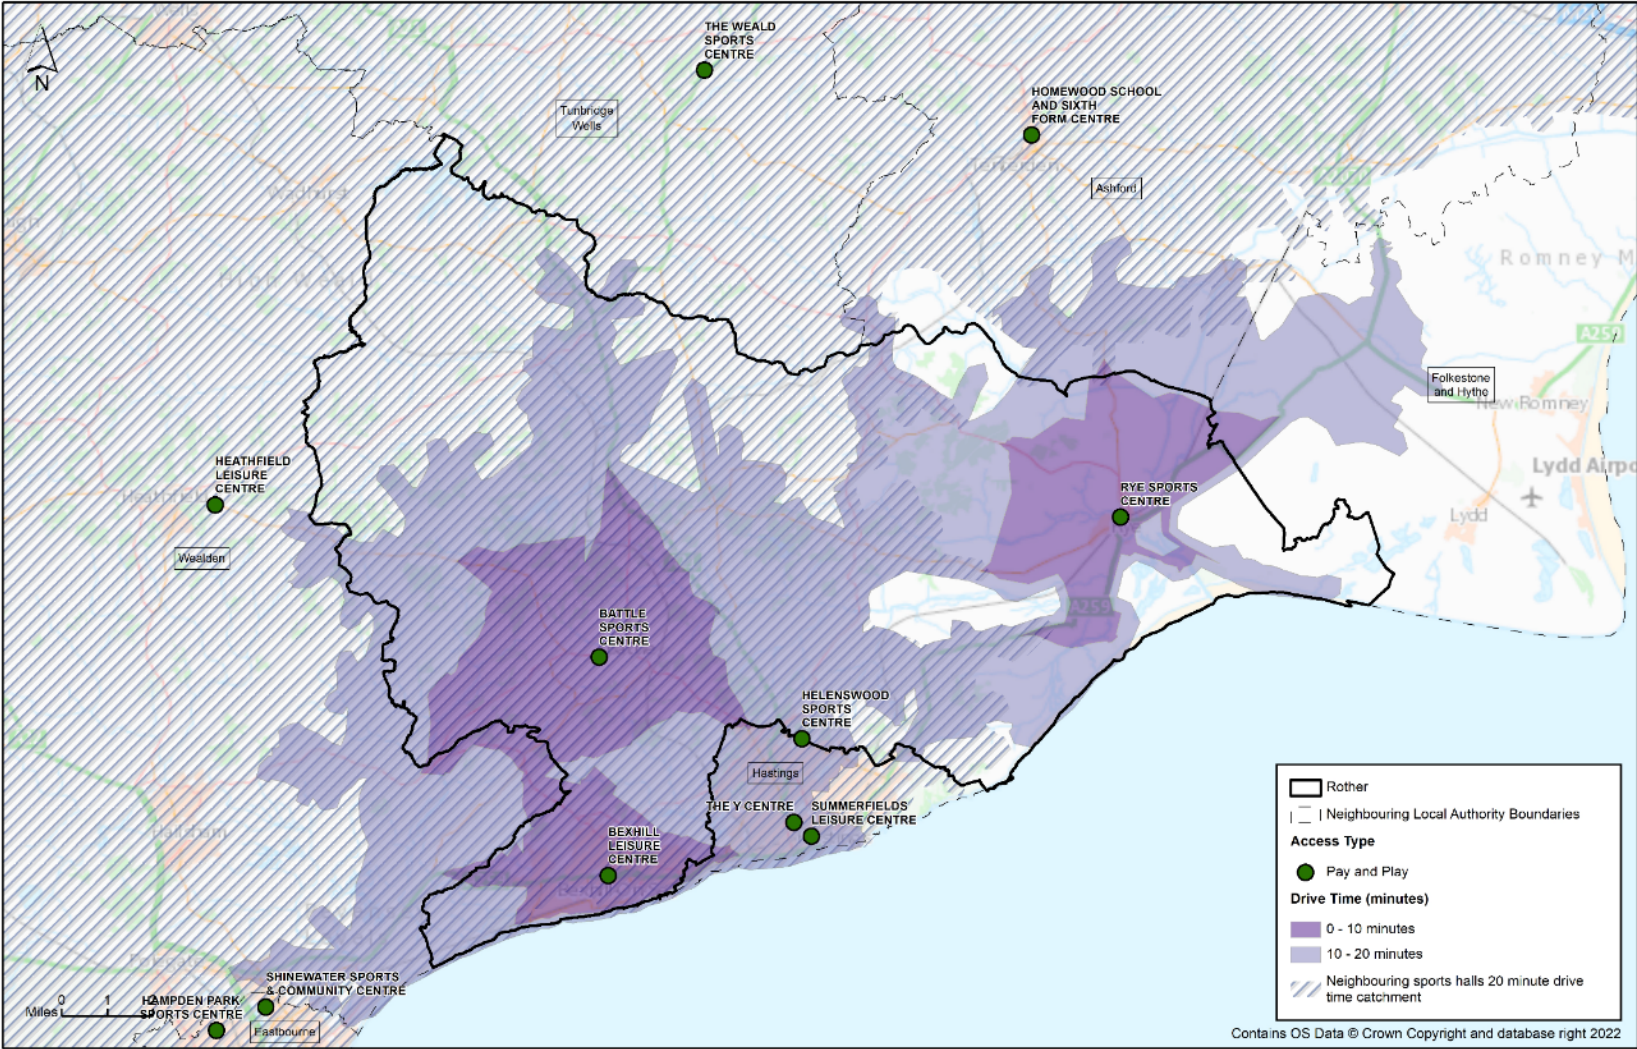 THE WEALD
SPORTS
CENTRE
N
Tunbridge
Wells
HOMEWOOD SCHOOL
AND SIXTH
FORM CENTRE
Tenterden
Ashford
Wadhurst
Romney M
A259
Folkestone
and Hythe
New Romney
HEATHFIELD
LEISURE
CENTRE
Heathfield
Lydd Airpo
RYE SPORTS
CENTRE
Lydd
Wealden
A259
BATTLE
SPORTS
CENTRE
HELENSWOOD
SPORTS
CENTRE
Hastings
THE Y CENTRE
SUMMERFIELDS
LEISURE CENTRE
Hailsham
BEXHILL
LEISURE
CENTRE
Polegate
SHINEWATER SPORTS
& COMMUNITY CENTRE
HAMPDEN PARK
SPORTS CENTRE
Eastbourne
Miles
0 1 2
Rother
Neighbouring Local Authority Boundaries
Access Type
Pay and Play
Drive Time (minutes)
0 - 10 minutes
10 - 20 minutes
Neighbouring sports halls 20 minute drive
time catchment
Contains OS Data © Crown Copyright and database right 2022